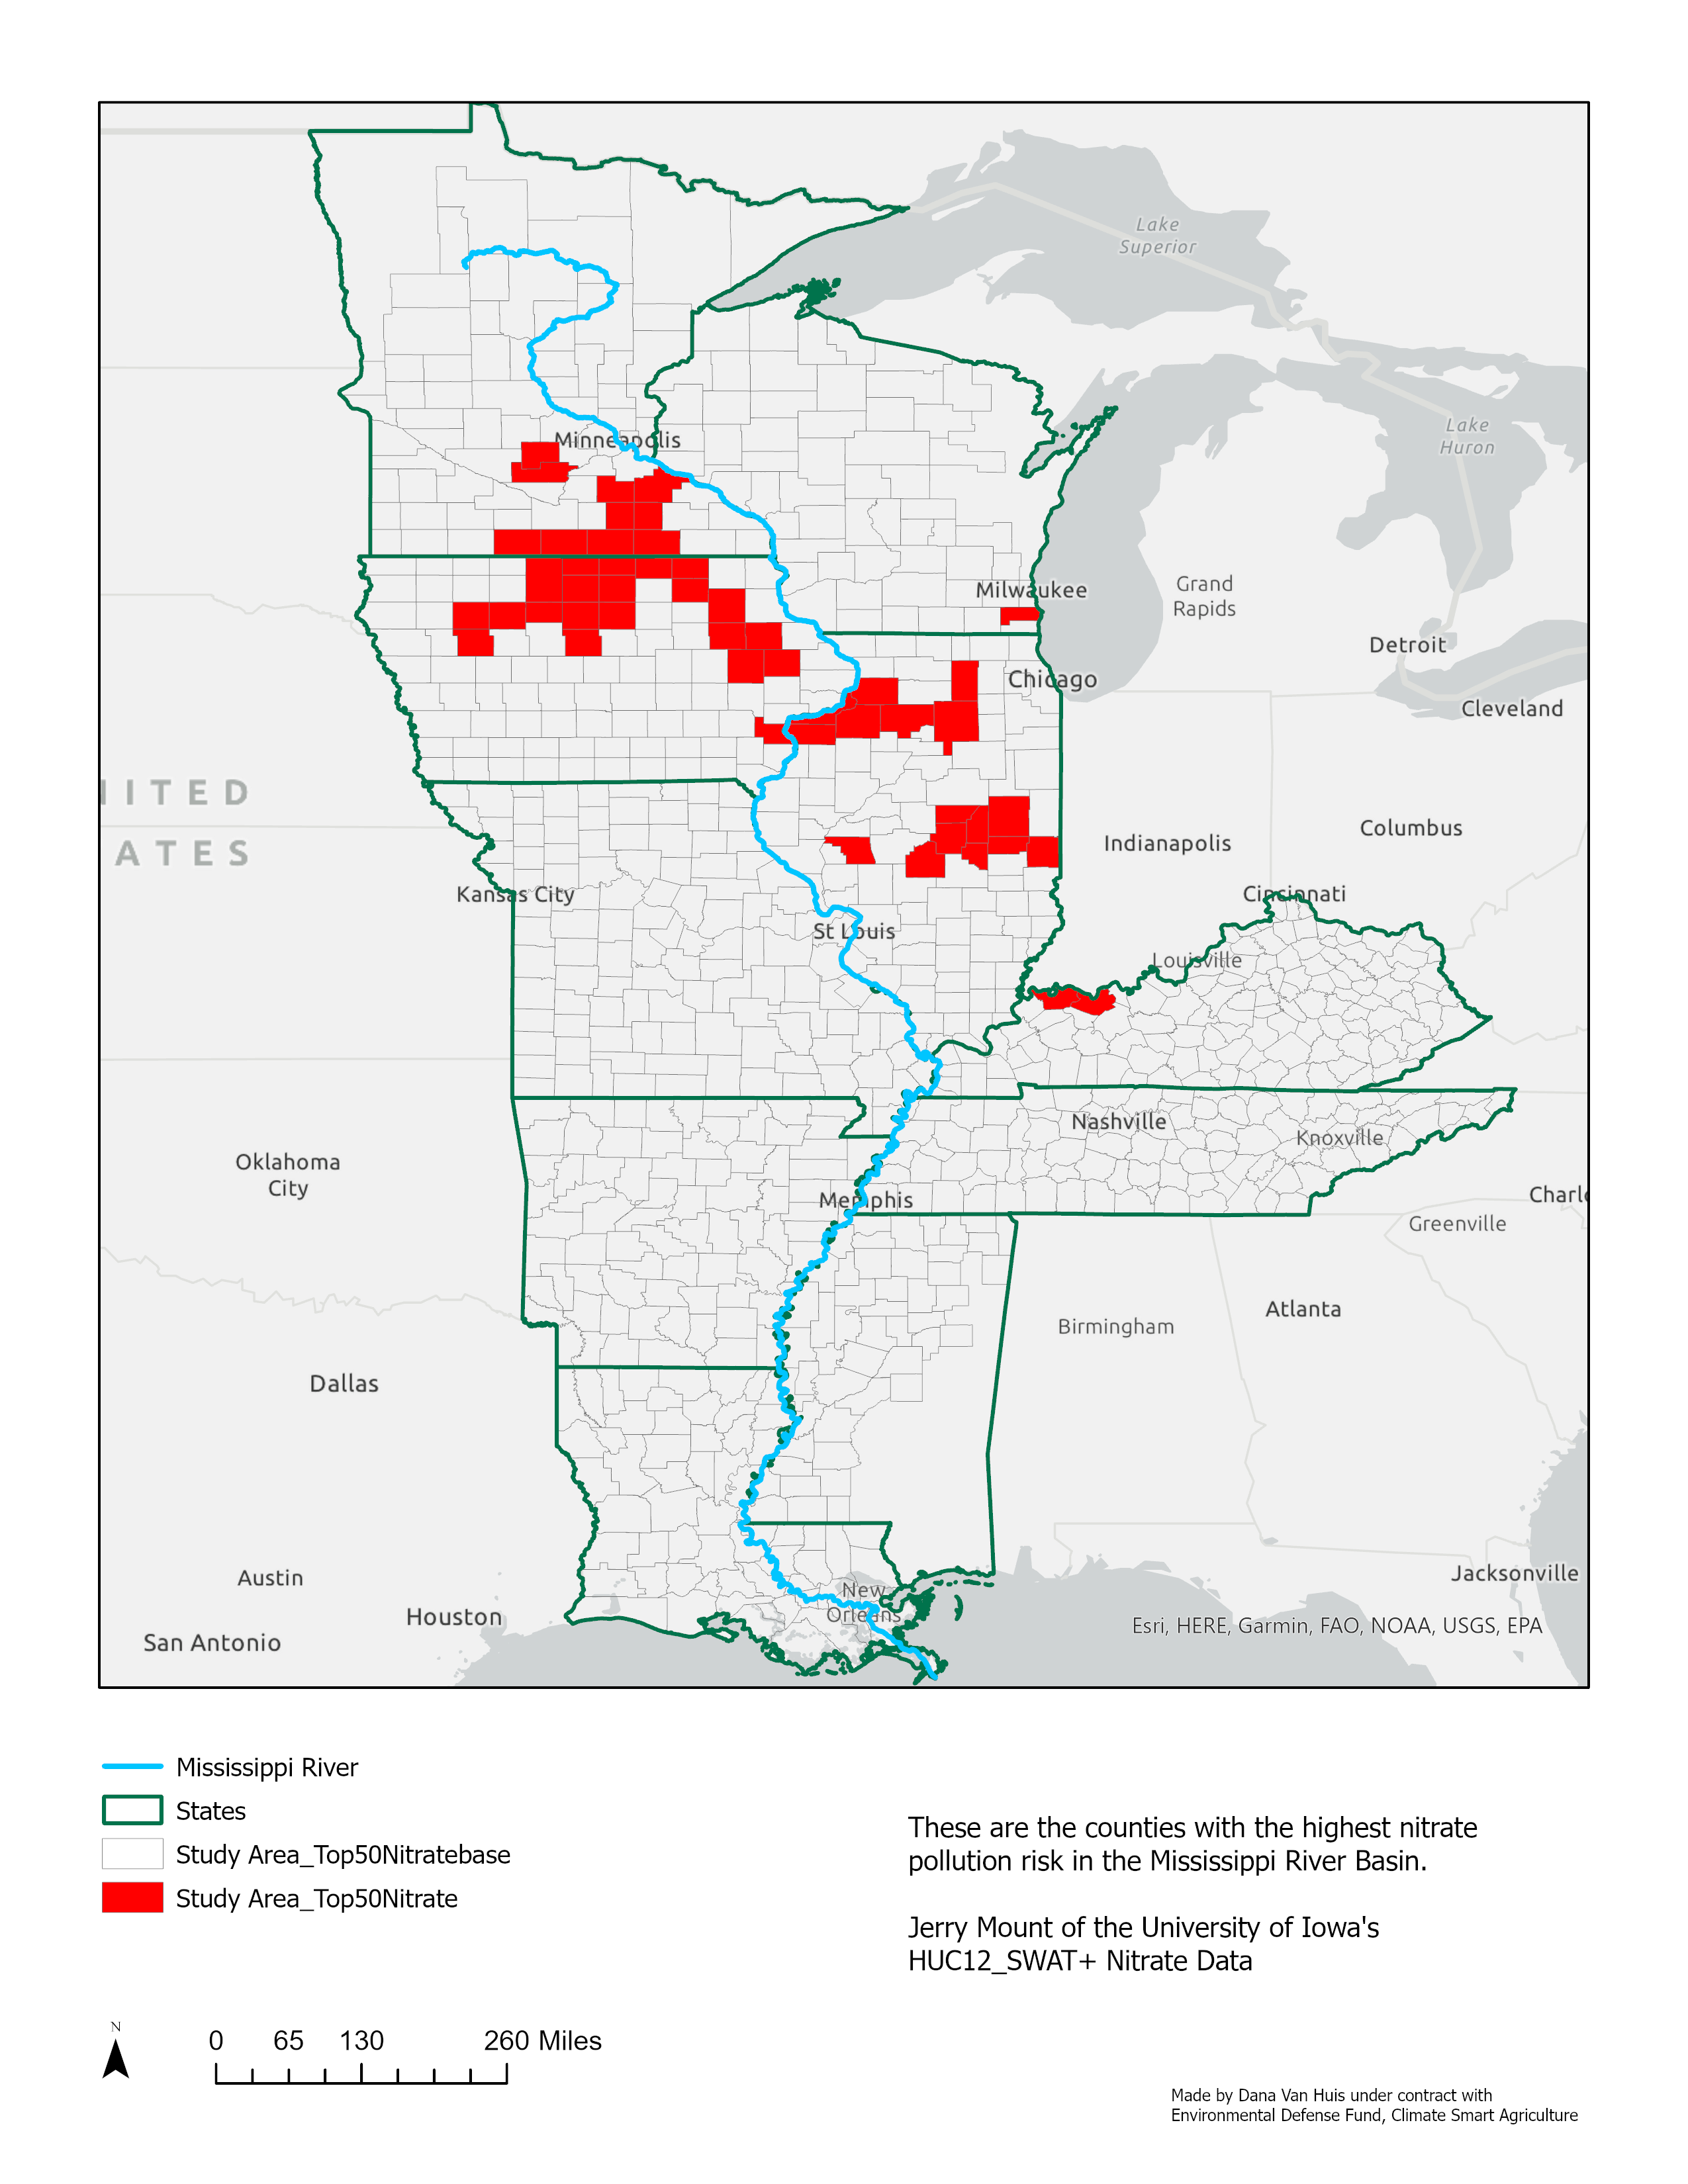 Lake
Superior
Lake
Huron
Minneapolis
Milwaukee
Grand
Rapids
Detroit
Chicago
Cleveland
NITED
ATES
Columbus
Indianapolis
Kansas City
Cincinnati
St Louis
Louisville
Nashville
Knoxville
Oklahoma
City
Memphis
Charlo
Greenville
Atlanta
Birmingham
Dallas
Austin
Jacksonville
New
Orleans
Houston
San Antonio
Esri, HERE, Garmin, FAO, NOAA, USGS, EPA
Mississippi River
States
Study Area_Top50Nitratebase
Study Area_Top50Nitrate
These are the counties with the highest nitrate
pollution risk in the Mississippi River Basin.
Jerry Mount of the University of Iowa's
HUC12_SWAT+ Nitrate Data
N
0 65 130 260 Miles
Made by Dana Van Huis under contract with
Environmental Defense Fund, Climate Smart Agriculture